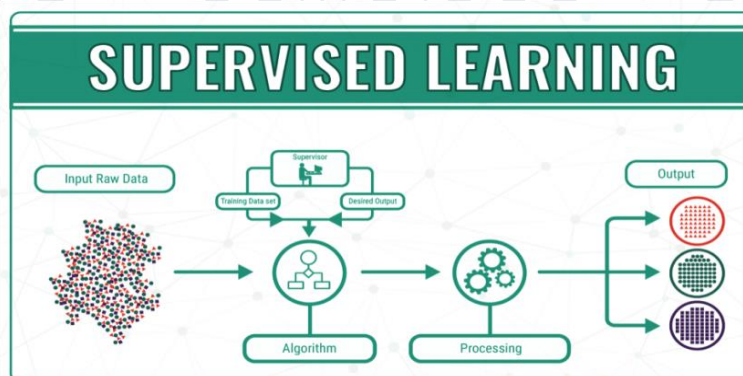 SUPERVISED LEARNING
Input Raw Data
Supervisor
Training Data set
Desired Output
Algorithm
Processing
Output